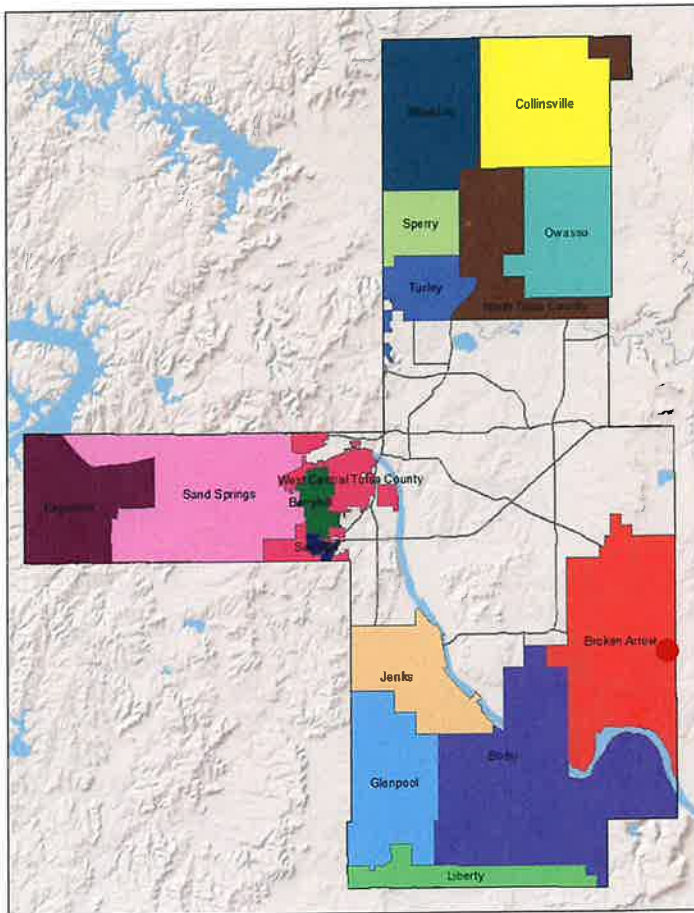 Collinsville
Sperry
Owasso
Turley
North Tulsa County
Sand Springs
West Central Tulsa County
Broken Arrow
Jenks
Bixby
Glenpool
Liberty